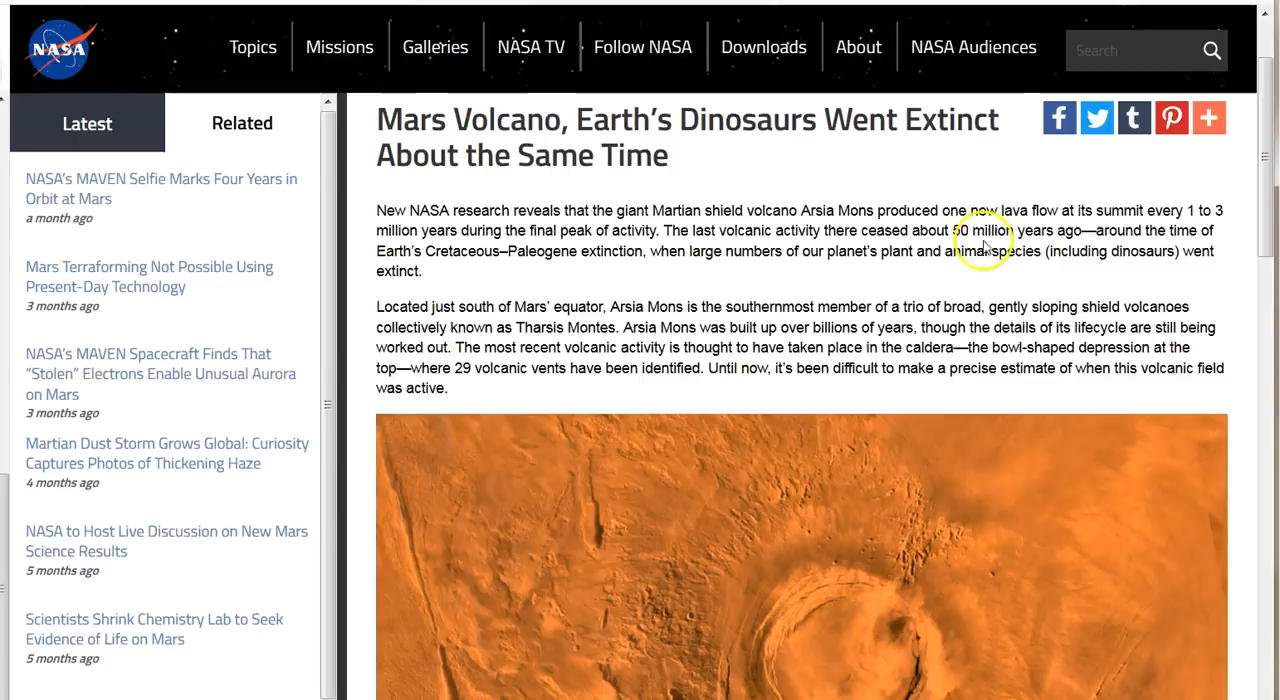 NASA
Topics
Missions
Galleries
NASA TV
Follow NASA
Downloads
About
NASA Audiences
Search
Latest
Related
NASA's MAVEN Selfie Marks Four Years in
Orbit at Mars
a month ago
Mars Terraforming Not Possible Using
Present-Day Technology
3 months ago
NASA's MAVEN Spacecraft Finds That
"Stolen" Electrons Enable Unusual Aurora
on Mars
3 months ago
Martian Dust Storm Grows Global: Curiosity
Captures Photos of Thickening Haze
4 months ago
NASA to Host Live Discussion on New Mars
Science Results
5 months ago
Scientists Shrink Chemistry Lab to Seek
Evidence of Life on Mars
5 months ago
Mars Volcano, Earth's Dinosaurs Went Extinct
About the Same Time
New NASA research reveals that the giant Martian shield volcano Arsia Mons produced one new lava flow at its summit every 1 to 3
million years during the final peak of activity. The last volcanic activity there ceased about 50 million years ago—around the time of
Earth's Cretaceous–Paleogene extinction, when large numbers of our planet's plant and animal species (including dinosaurs) went
extinct.
Located just south of Mars' equator, Arsia Mons is the southernmost member of a trio of broad, gently sloping shield volcanoes
collectively known as Tharsis Montes. Arsia Mons was built up over billions of years, though the details of its lifecycle are still being
worked out. The most recent volcanic activity is thought to have taken place in the caldera—the bowl-shaped depression at the
top—where 29 volcanic vents have been identified. Until now, it's been difficult to make a precise estimate of when this volcanic field
was active.